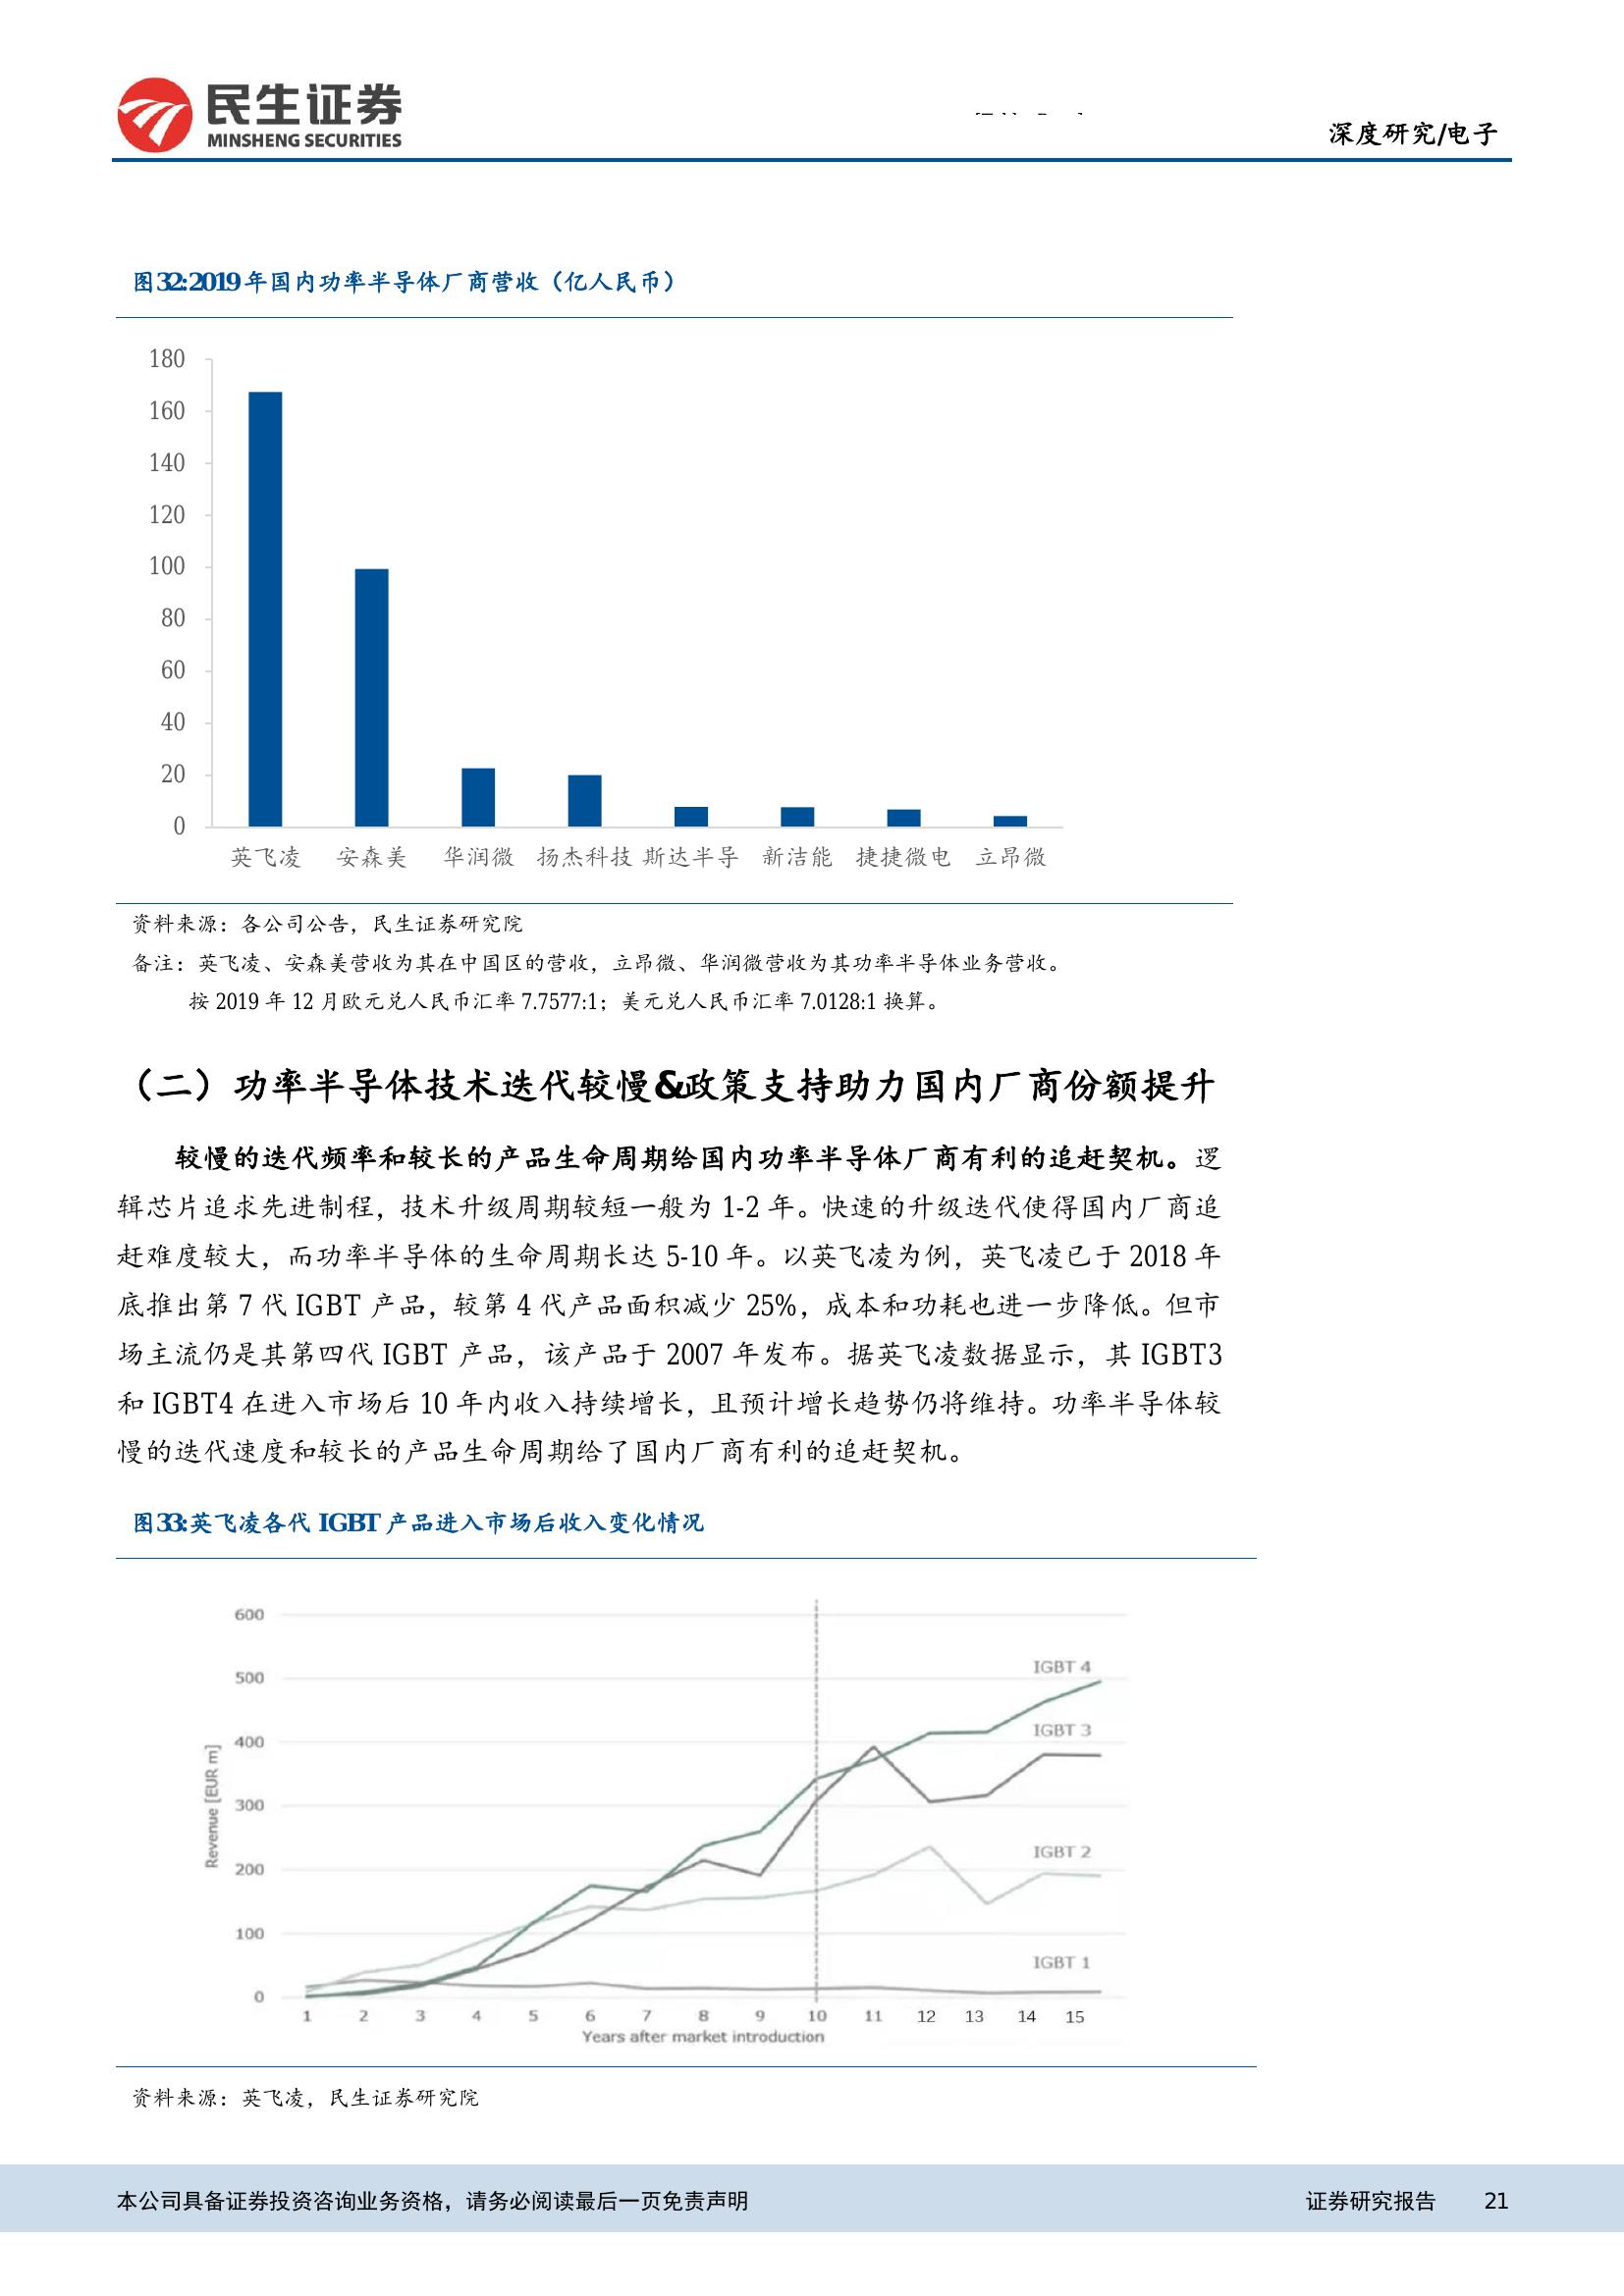 民生证券
MINSHENG SECURITIES
深度研究/电子
图32:2019年国内功率半导体厂商营收（亿人民币）
180
160
140
120
100
80
60
40
20
0
英飞凌 安森美 华润微 扬杰科技 斯达半导 新洁能 捷捷微电 立昂微
资料来源：各公司公告，民生证券研究院
备注：英飞凌、安森美营收为其在中国区的营收，立昂微、华润微营收为其功率半导体业务营收。
按 2019 年 12 月欧元兑人民币汇率 7.7577:1；美元兑人民币汇率 7.0128:1 换算。
（二）功率半导体技术迭代较慢&政策支持助力国内厂商份额提升
较慢的迭代频率和较长的产品生命周期给国内功率半导体厂商有利的追赶契机。逻
辑芯片追求先进制程，技术升级周期较短一般为 1-2 年。快速的升级迭代使得国内厂商追
赶难度较大，而功率半导体的生命周期长达 5-10 年。以英飞凌为例，英飞凌已于 2018 年
底推出第 7 代 IGBT 产品，较第 4 代产品面积减少 25%，成本和功耗也进一步降低。但市
场主流仍是其第四代 IGBT 产品，该产品于 2007 年发布。据英飞凌数据显示，其 IGBT3
和 IGBT4 在进入市场后 10 年内收入持续增长，且预计增长趋势仍将维持。功率半导体较
慢的迭代速度和较长的产品生命周期给了国内厂商有利的追赶契机。
图33:英飞凌各代 IGBT 产品进入市场后收入变化情况
600
500
400
300
200
100
0
Revenue [EUR m]
IGBT 4
IGBT 3
IGBT 2
IGBT 1
1 2 3 4 5 6 7 8 9 10 11 12 13 14 15
Years after market introduction
资料来源：英飞凌，民生证券研究院
本公司具备证券投资咨询业务资格，请务必阅读最后一页免责声明 证券研究报告 21